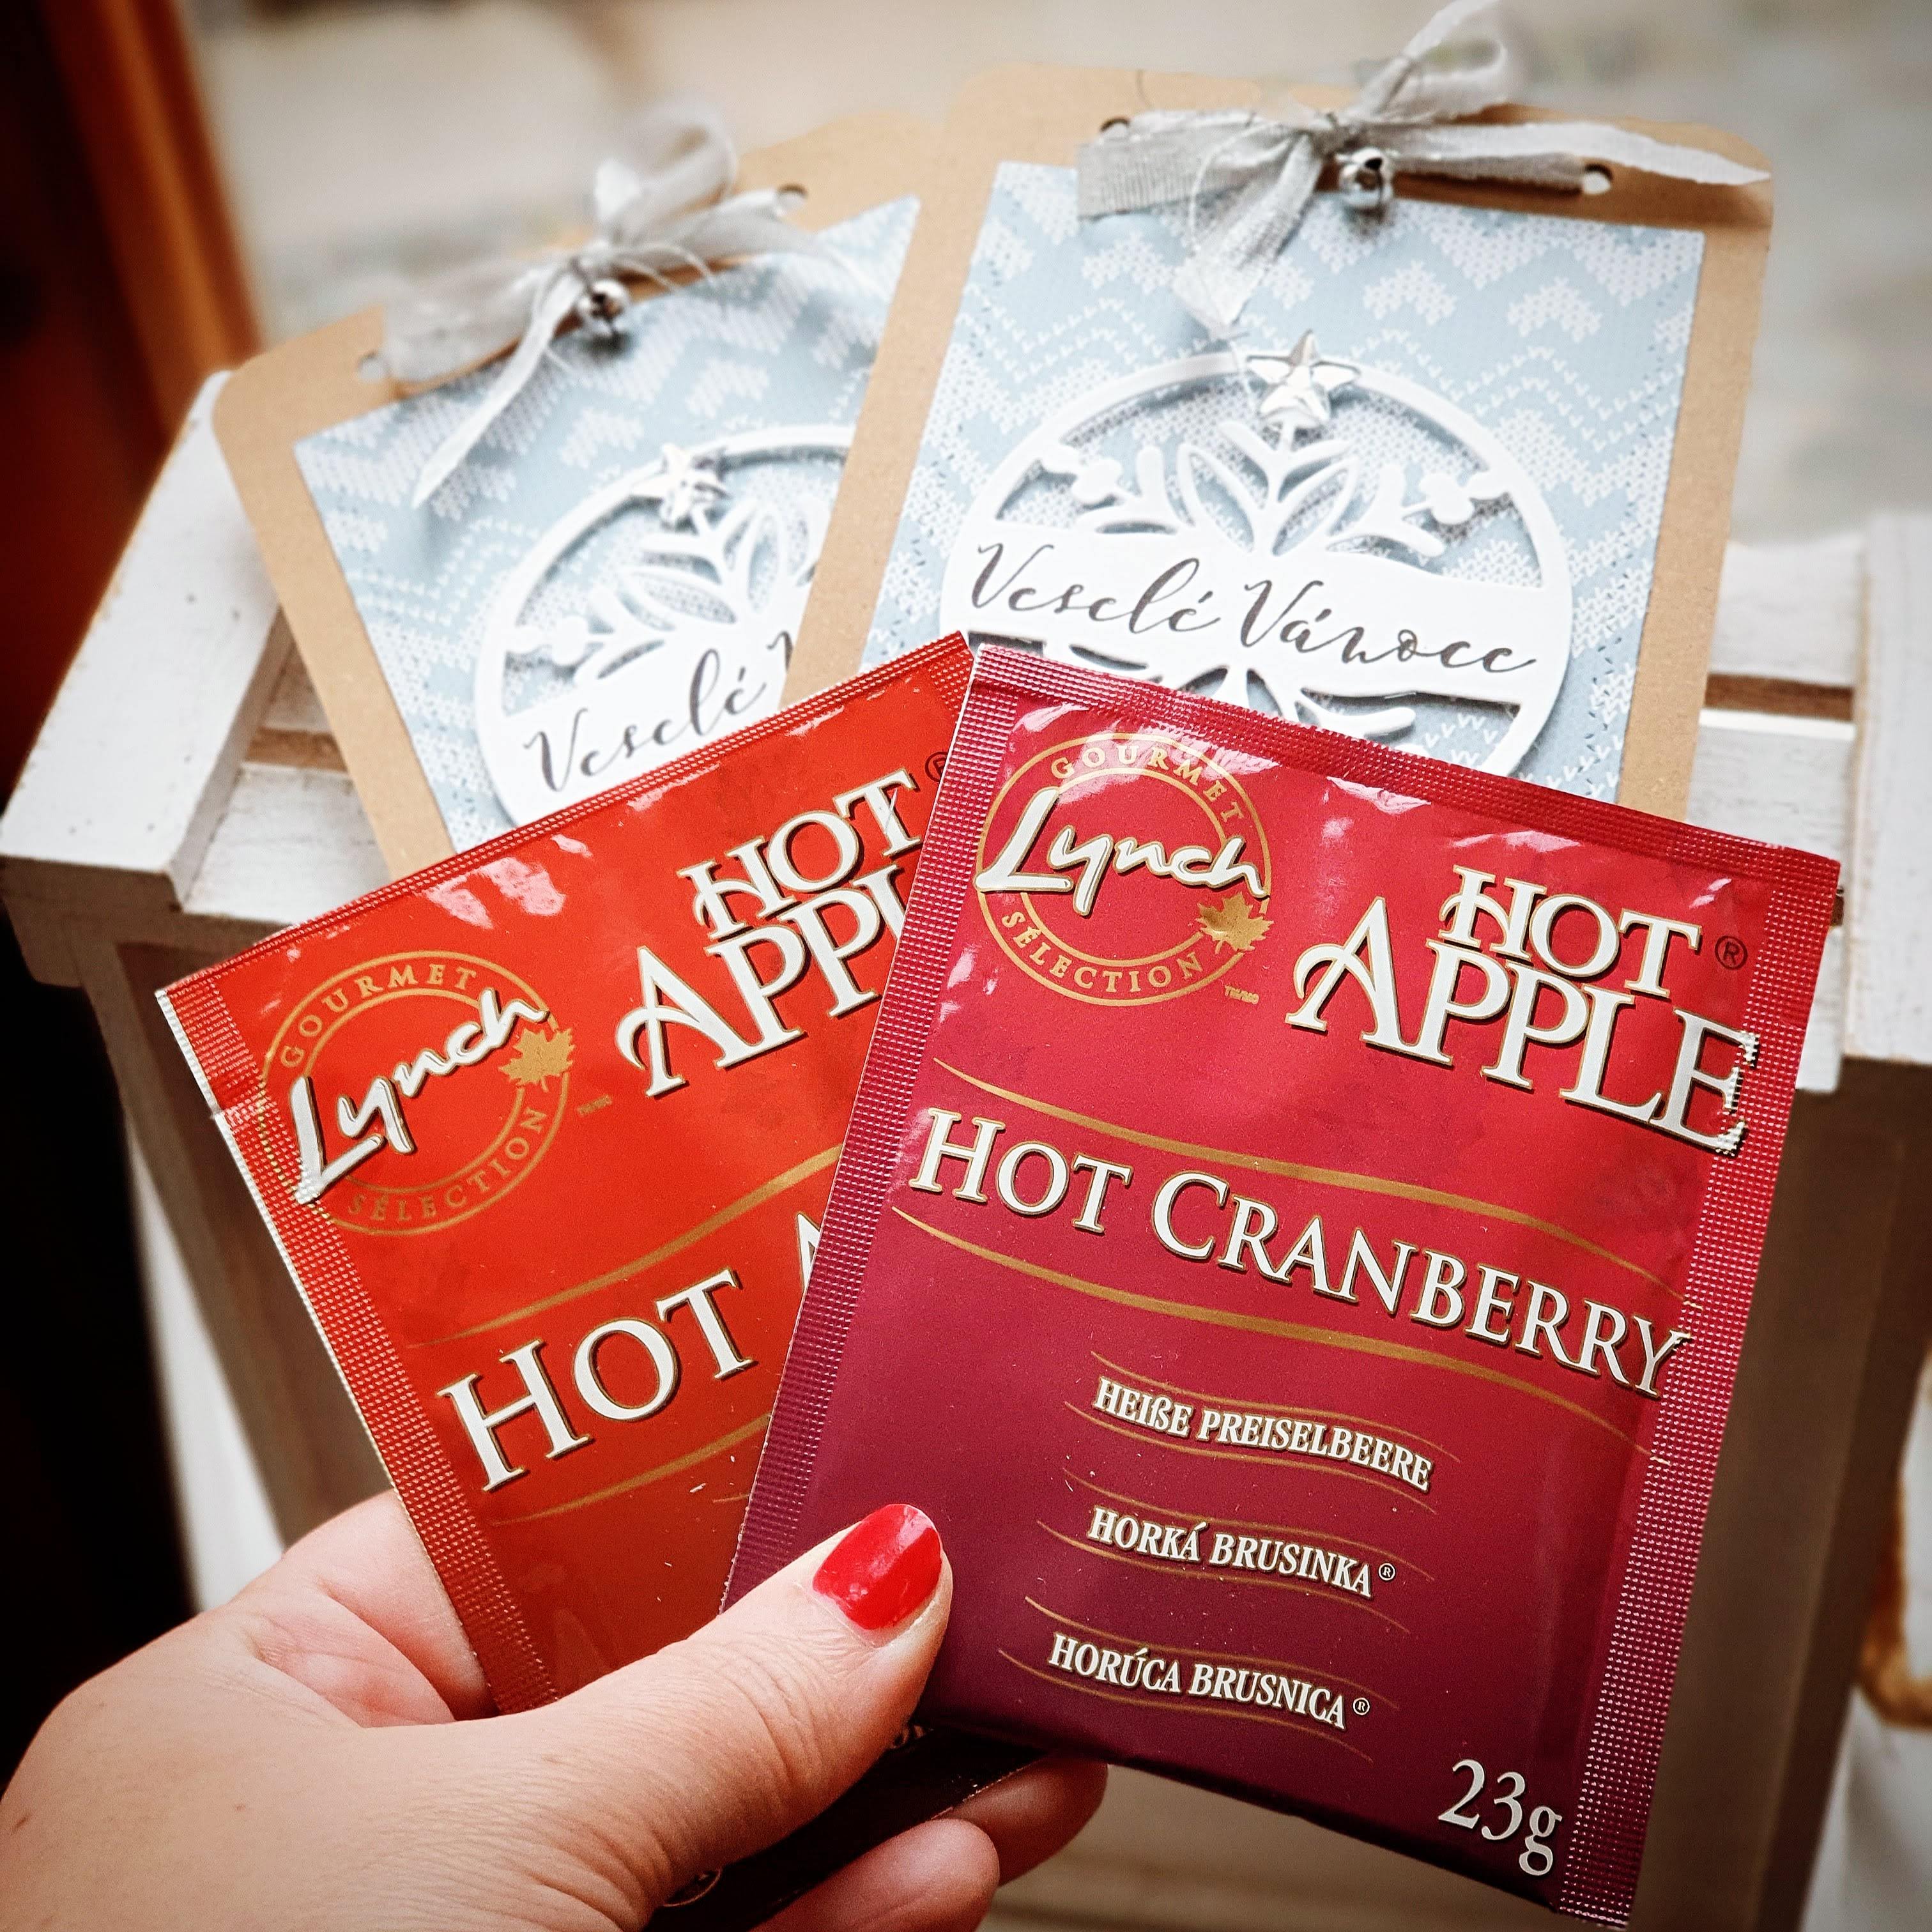 Veselé Vánoce
Veselé
GOURMET
Lynch
SÉLECTION
HOT
APPL
HOT
GOURMET
Lynch
SÉLECTION
HOT ®
APPLE
HOT CRANBERRY
HEIßE PREISELBEERE
HORKÁ BRUSINKA®
HORÚCA BRUSNICA®
23g